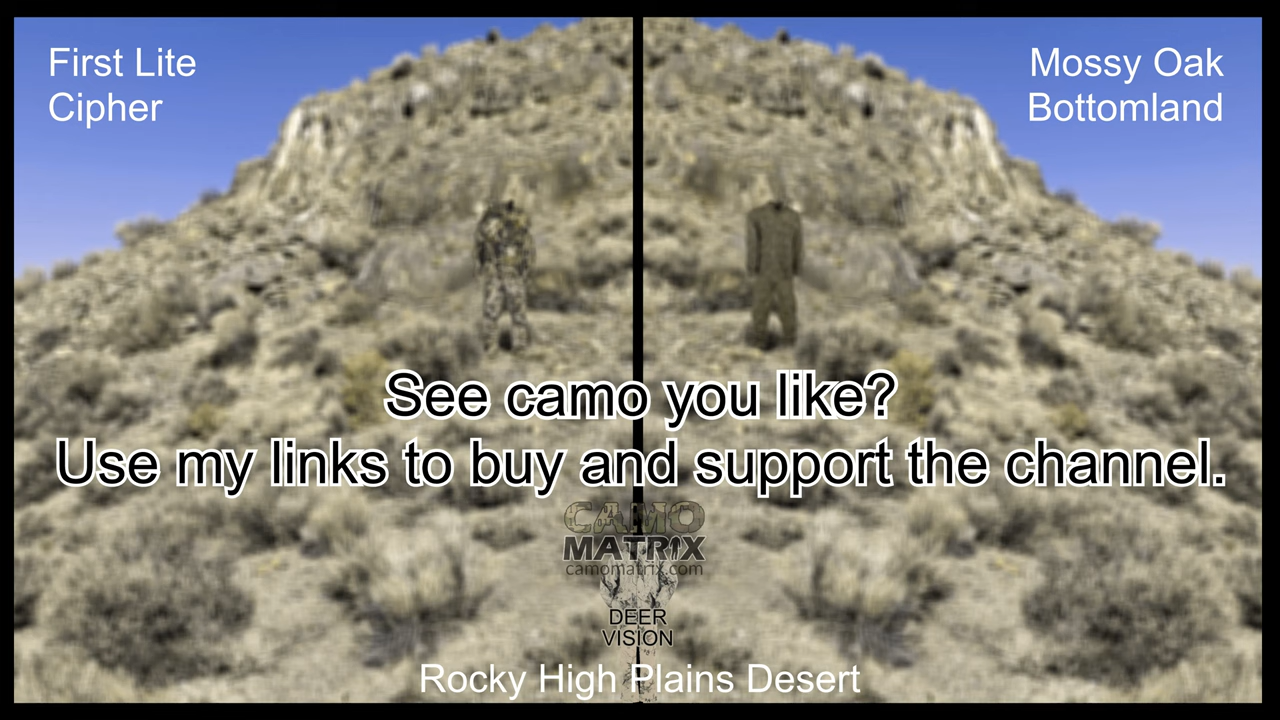 First Lite
Cipher
Mossy Oak
Bottomland
See camo you like?
Use my links to buy and support the channel.
CAMO
MATRIX
camomatrix.com
DEER
VISION
Rocky High Plains Desert